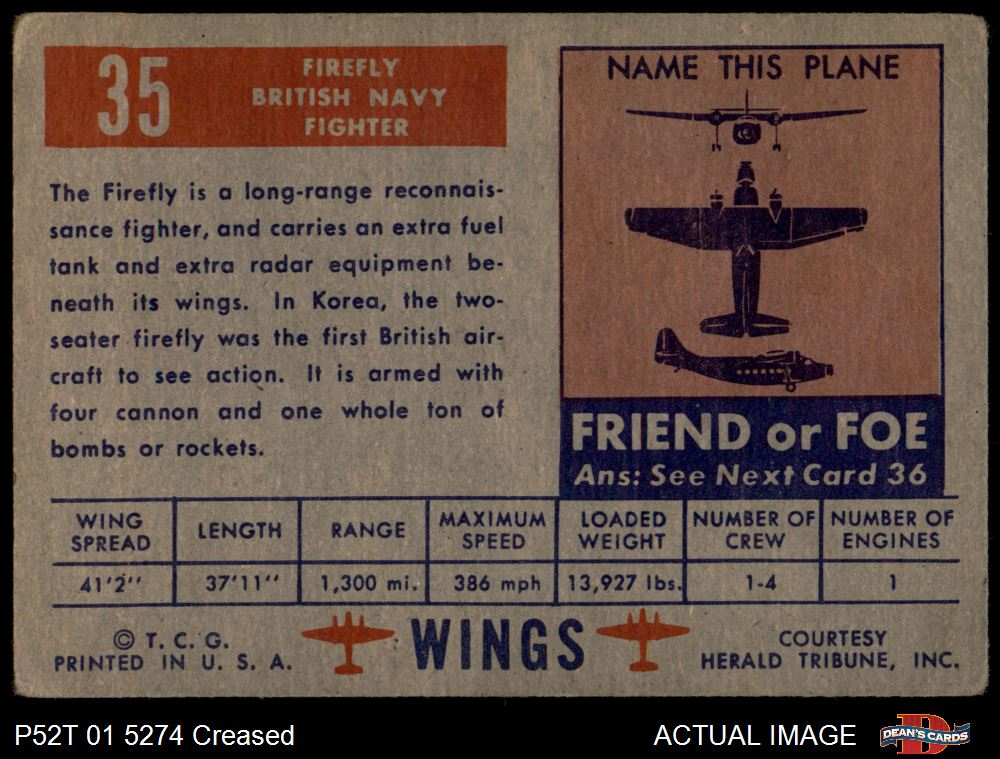 35
FIREFLY
BRITISH NAVY
FIGHTER
The Firefly is a long-range reconnais-
sance fighter, and carries an extra fuel
tank and extra radar equipment be-
neath its wings. In Korea, the two-
seater firefly was the first British air-
craft to see action. It is armed with
four cannon and one whole ton of
bombs or rockets.
NAME THIS PLANE
FRIEND or FOE
Ans: See Next Card 36
WING SPREAD LENGTH RANGE MAXIMUM SPEED LOADED WEIGHT NUMBER OF CREW NUMBER OF ENGINES
41'2'' 37'11'' 1,300 mi. 386 mph 13,927 lbs. 1-4 1
© T. C. G.
PRINTED IN U. S. A.
WINGS
COURTESY
HERALD TRIBUNE, INC.
P52T 01 5274 Creased
ACTUAL IMAGE
D
DEAN'S CARDS